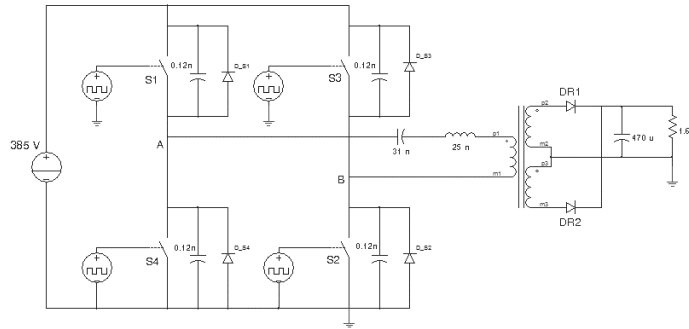 D_S1
D_S3
0.12n
0.12n
S1
S3
DR1
p2
385 V
A
31 n
25 n
p1
m1
m2
p3
470 u
1.6
B
m3
DR2
D_S4
D_S2
0.12n
0.12n
S4
S2